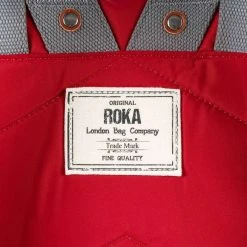 ORIGINAL
ROKA
London Bag Company
Trade Mark
FINE QUALITY